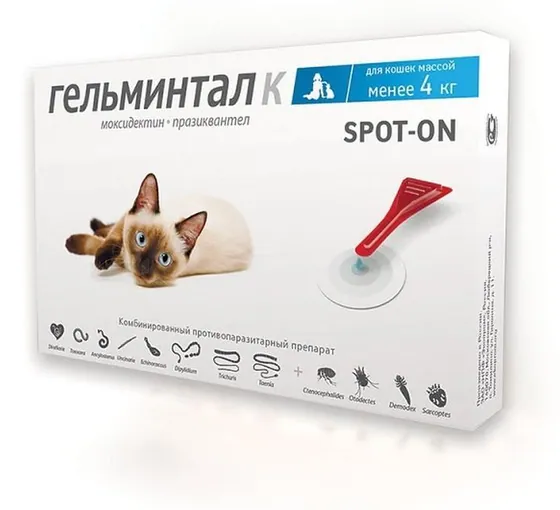 гельминтал К
моксидектин • празиквантел
для кошек массой
менее 4 кг
SPOT-ON
Комбинированный противопаразитарный препарат
Dirofilaria
Toxocara
Ancylostoma
Uncinaria
Echinococcus
Dipylidium
Trichuris
Taenia
+
Ctenocephalides
Otodectes
Demodex
Sarcoptes